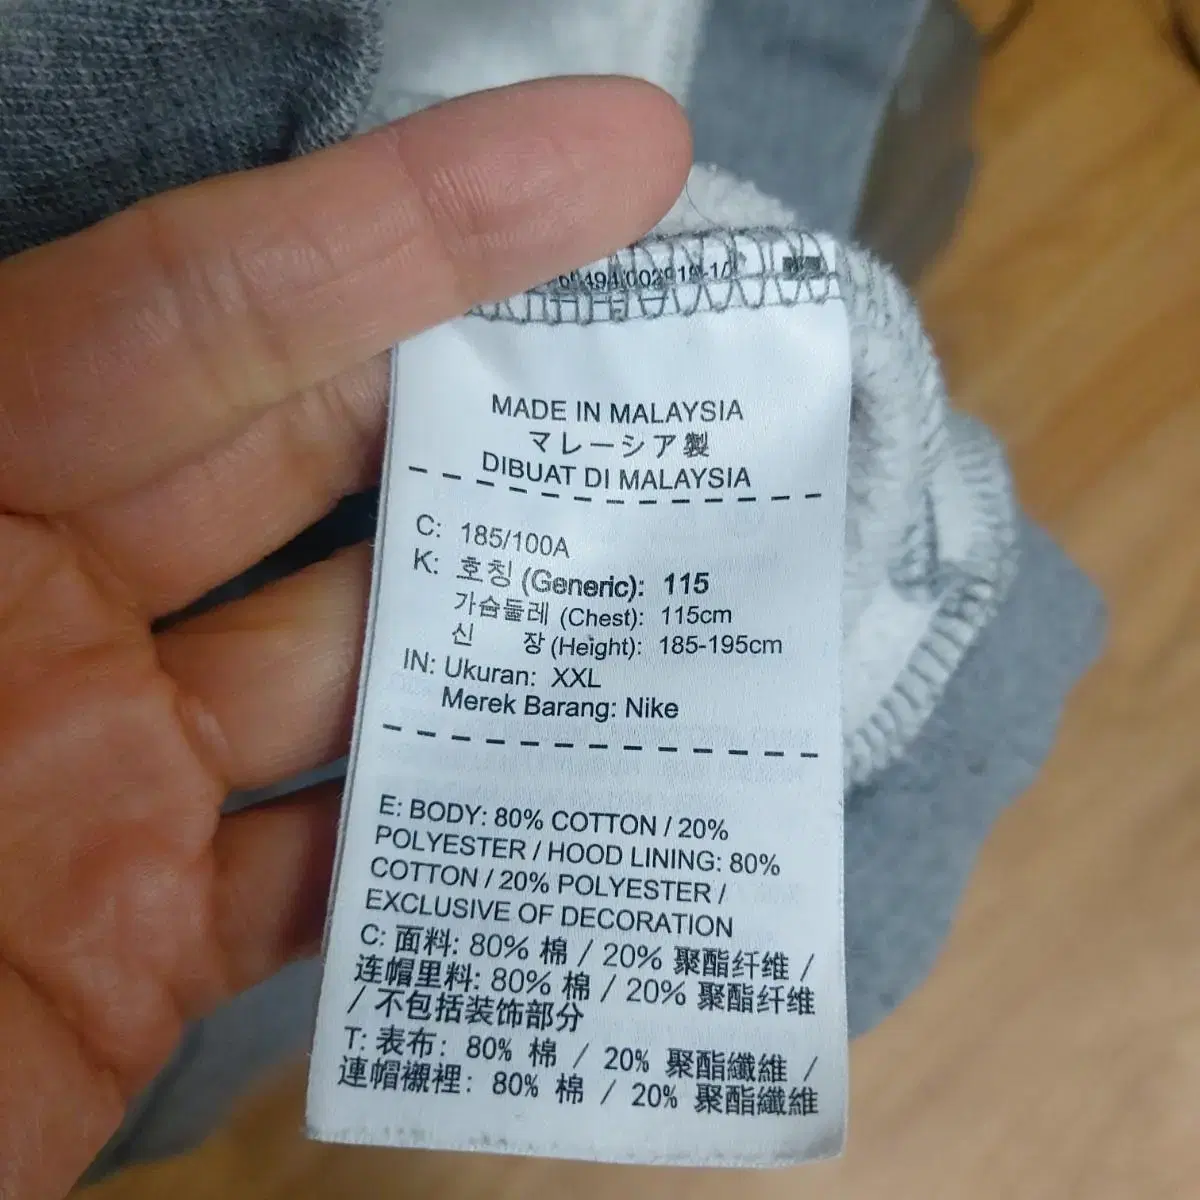 MADE IN MALAYSIA
マレーシア製
DIBUAT DI MALAYSIA
C: 185/100A
K: 호칭 (Generic): 115
가슴둘레 (Chest): 115cm
신 장 (Height): 185-195cm
IN: Ukuran: XXL
Merek Barang: Nike
E: BODY: 80% COTTON / 20%
POLYESTER / HOOD LINING: 80%
COTTON / 20% POLYESTER /
EXCLUSIVE OF DECORATION
C: 面料: 80% 棉 / 20% 聚酯纤维 /
连帽里料: 80% 棉 / 20% 聚酯纤维
/ 不包括装饰部分
T: 表布: 80% 棉 / 20% 聚酯纖維 /
連帽襯裡: 80% 棉 / 20% 聚酯纖維